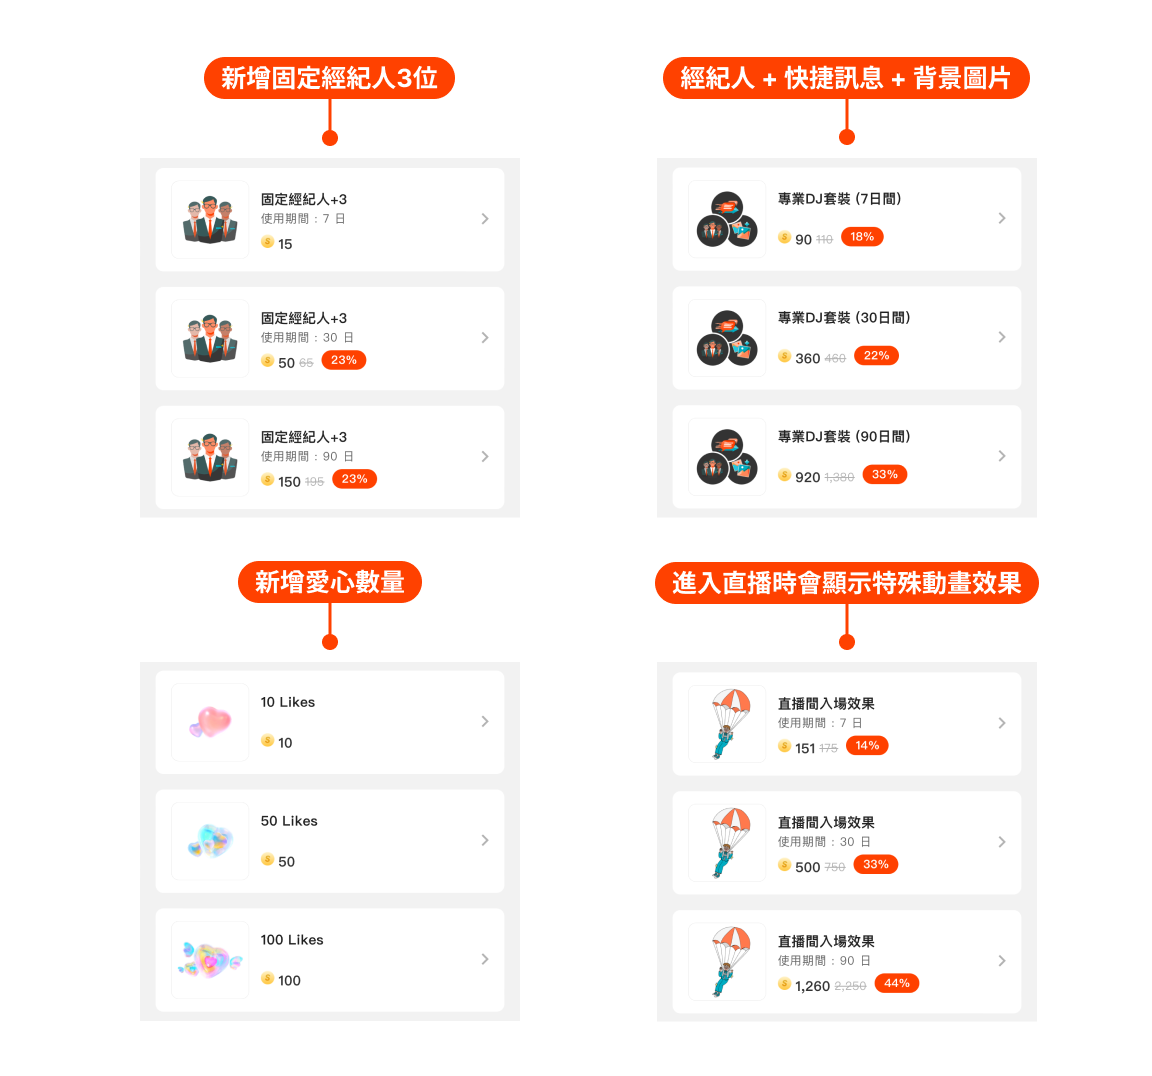 新增固定經紀人3位
固定經紀人+3
使用期間 : 7 日
15
固定經紀人+3
使用期間 : 30 日
50 65 23%
固定經紀人+3
使用期間 : 90 日
150 195 23%
經紀人 + 快捷訊息 + 背景圖片
專業DJ套裝 (7日間)
90 110 18%
專業DJ套裝 (30日間)
360 460 22%
專業DJ套裝 (90日間)
920 1,380 33%
新增愛心數量
10 Likes
10
50 Likes
50
100 Likes
100
進入直播時會顯示特殊動畫效果
直播間入場效果
使用期間 : 7 日
151 175 14%
直播間入場效果
使用期間 : 30 日
500 750 33%
直播間入場效果
使用期間 : 90 日
1,260 2,250 44%